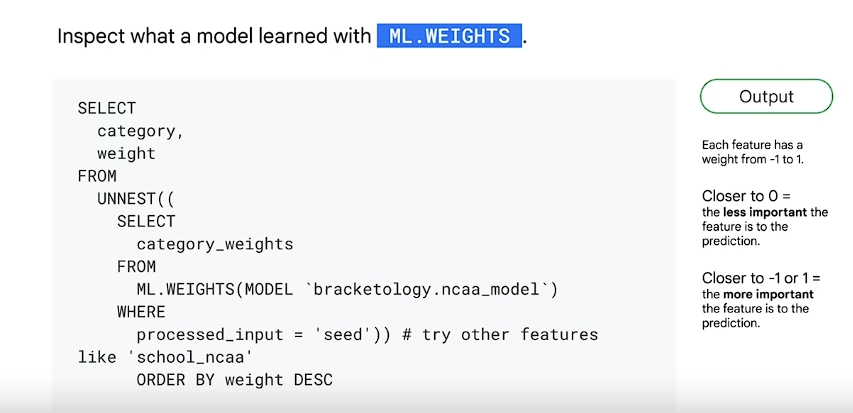 Inspect what a model learned with ML.WEIGHTS.
SELECT
category,
weight
FROM
UNNEST((
SELECT
category_weights
FROM
ML.WEIGHTS(MODEL `bracketology.ncaa_model`)
WHERE
processed_input = 'seed')) # try other features
like 'school_ncaa'
ORDER BY weight DESC
Output
Each feature has a
weight from -1 to 1.
Closer to 0 =
the less important the
feature is to the
prediction.
Closer to -1 or 1 =
the more important
the feature is to the
prediction.